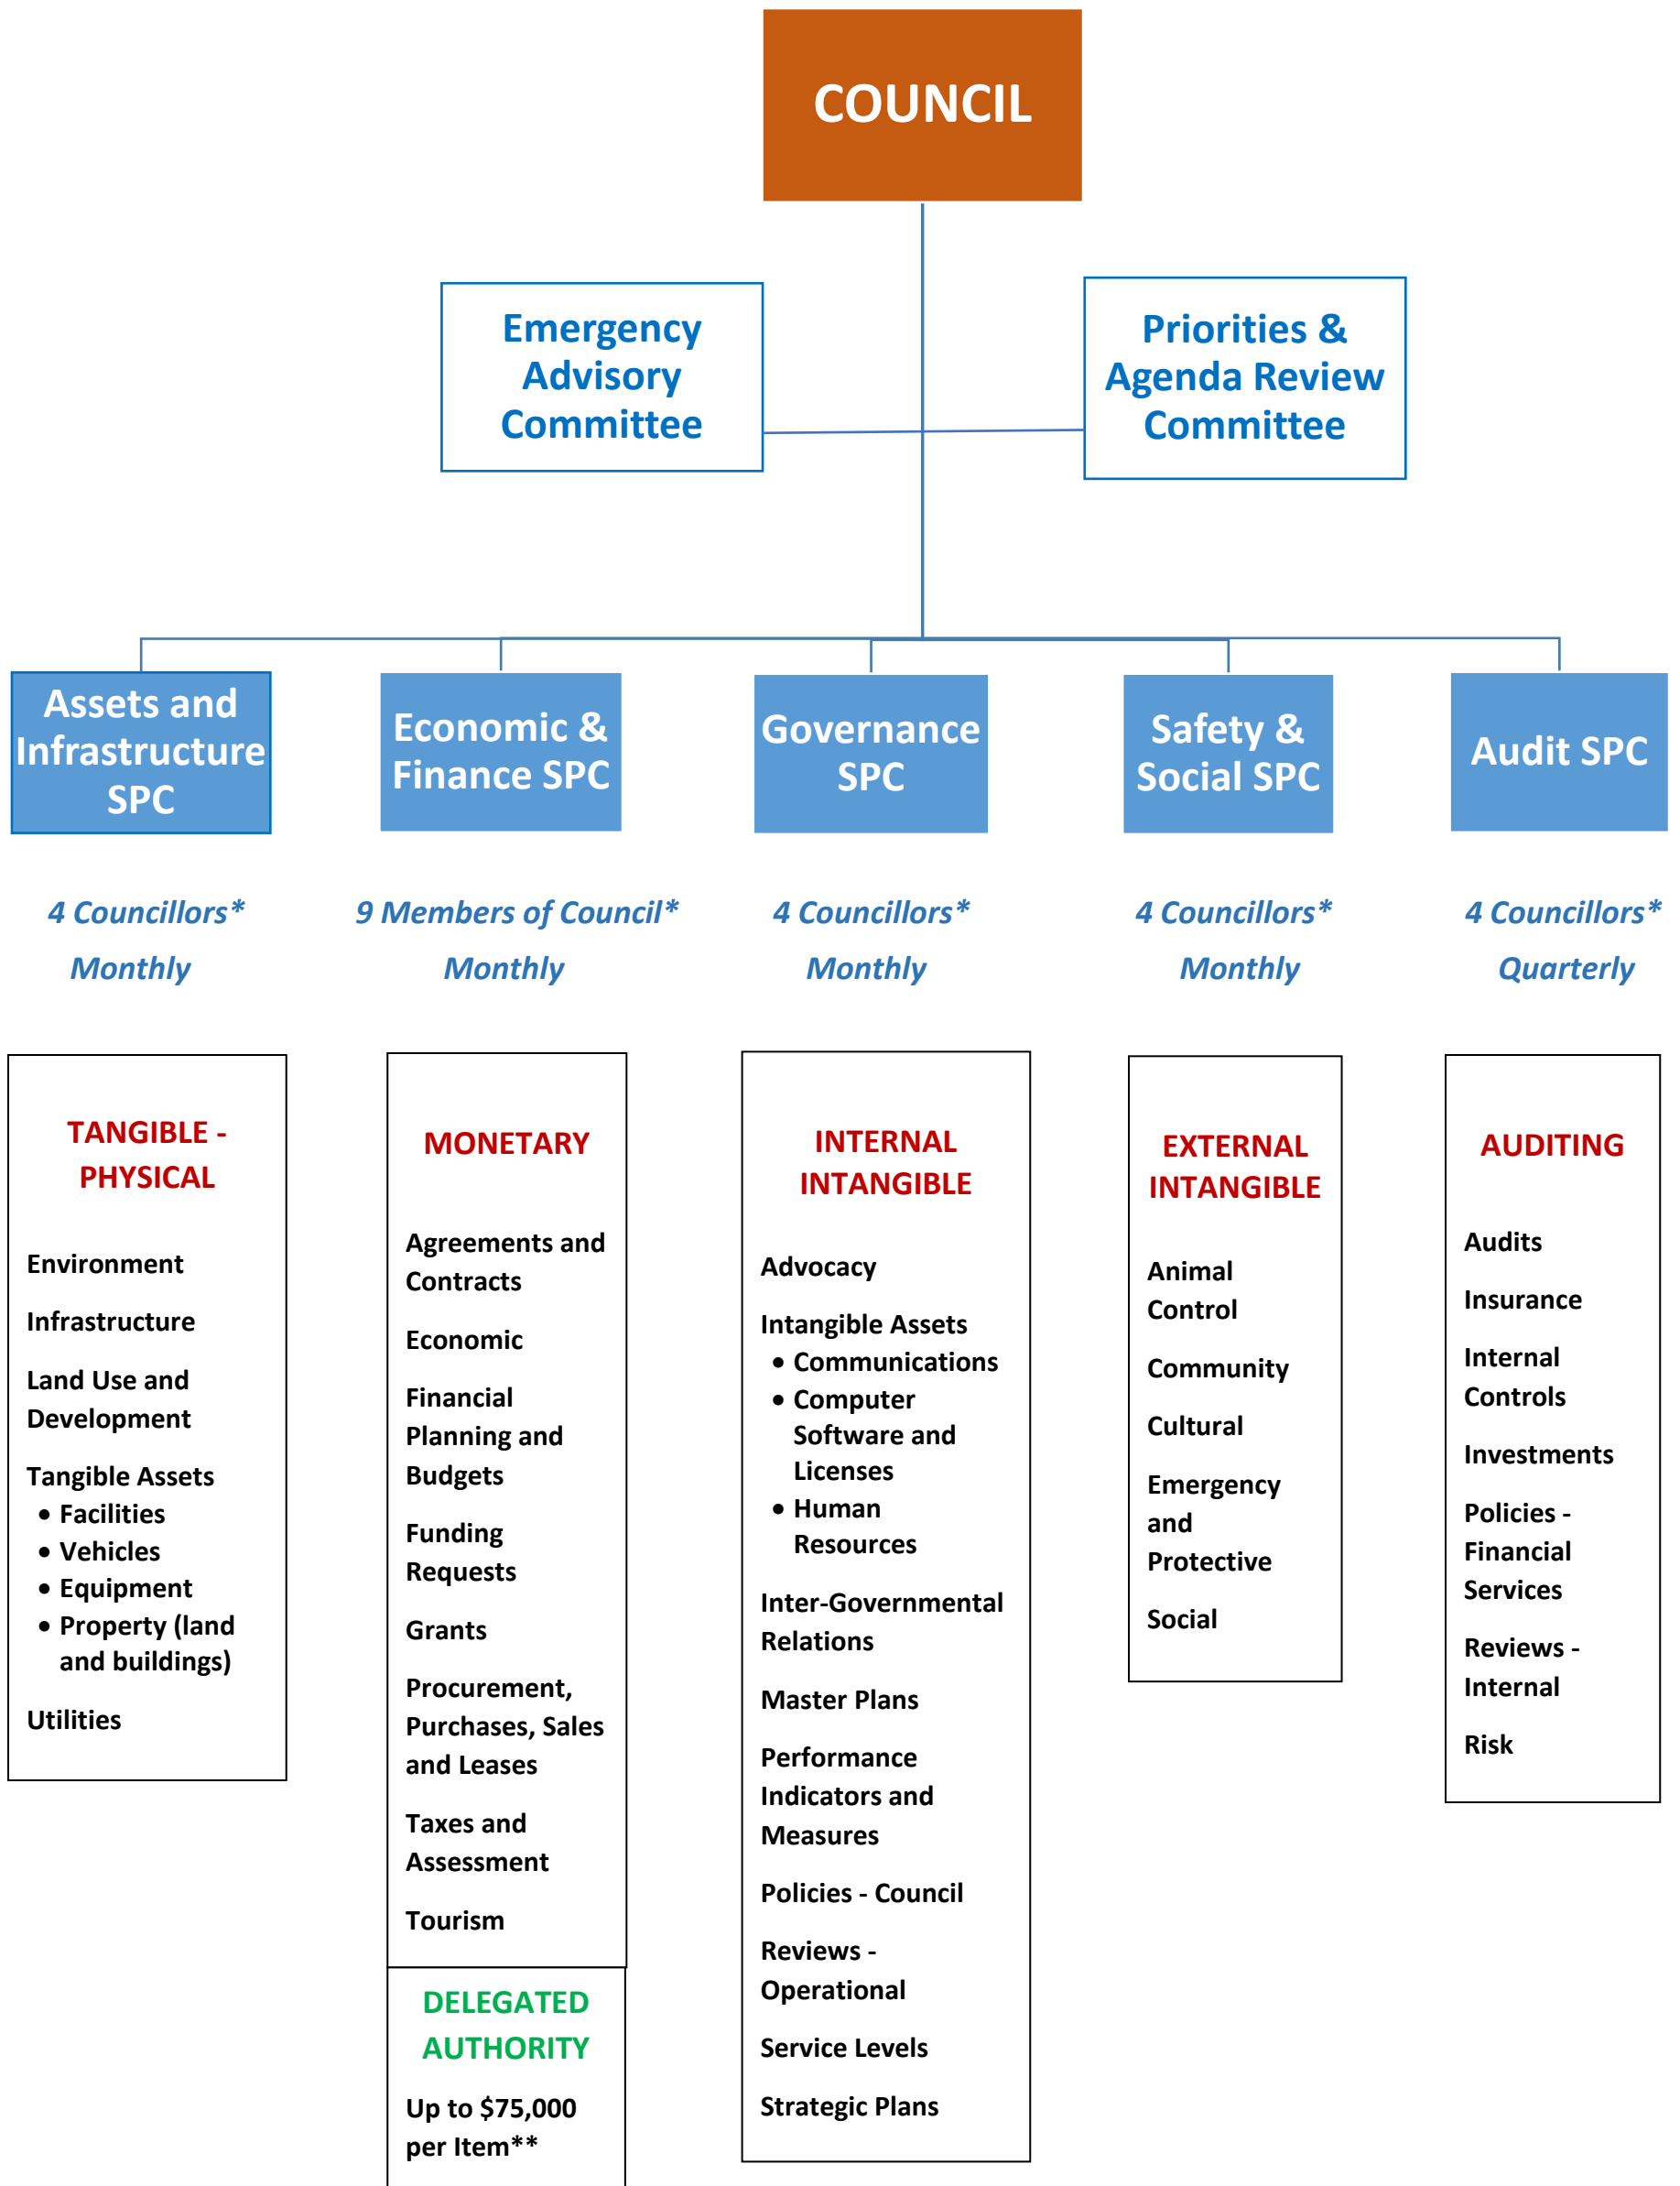 COUNCIL
Emergency
Advisory
Committee
Priorities &
Agenda Review
Committee
Assets and
Infrastructure
SPC
Economic &
Finance SPC
Governance
SPC
Safety &
Social SPC
Audit SPC
4 Councillors*
Monthly
9 Members of Council*
Monthly
4 Councillors*
Monthly
4 Councillors*
Monthly
4 Councillors*
Quarterly
TANGIBLE -
PHYSICAL
Environment
Infrastructure
Land Use and
Development
Tangible Assets
• Facilities
• Vehicles
• Equipment
• Property (land
and buildings)
Utilities
MONETARY
Agreements and
Contracts
Economic
Financial
Planning and
Budgets
Funding
Requests
Grants
Procurement,
Purchases, Sales
and Leases
Taxes and
Assessment
Tourism
DELEGATED
AUTHORITY
Up to $75,000
per Item**
INTERNAL
INTANGIBLE
Advocacy
Intangible Assets
• Communications
• Computer
Software and
Licenses
• Human
Resources
Inter-Governmental
Relations
Master Plans
Performance
Indicators and
Measures
Policies - Council
Reviews -
Operational
Service Levels
Strategic Plans
EXTERNAL
INTANGIBLE
Animal
Control
Community
Cultural
Emergency
and
Protective
Social
AUDITING
Audits
Insurance
Internal
Controls
Investments
Policies -
Financial
Services
Reviews -
Internal
Risk